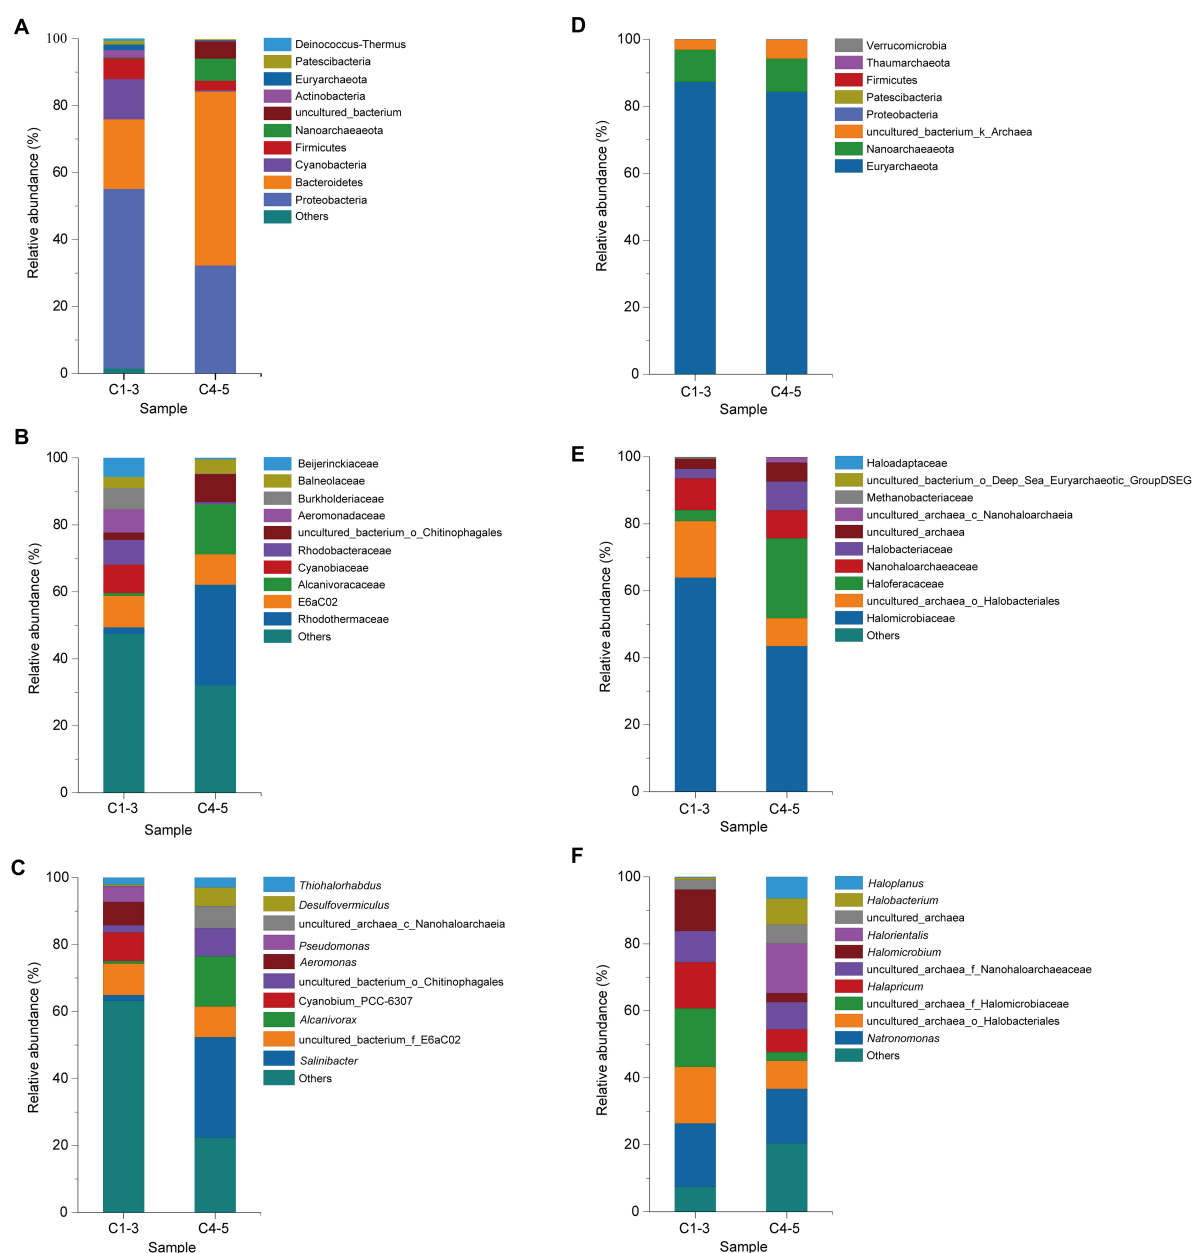 A
100
80
60
40
20
0
Relative abundance (%)
C1-3
C4-5
Sample
Deinococcus-Thermus
Patescibacteria
Euryarchaeota
Actinobacteria
uncultured_bacterium
Nanoarchaeaeota
Firmicutes
Cyanobacteria
Bacteroidetes
Proteobacteria
Others
D
100
80
60
40
20
0
Relative abundance (%)
C1-3
C4-5
Sample
Verrucomicrobia
Thaumarchaeota
Firmicutes
Patescibacteria
Proteobacteria
uncultured_bacterium_k_Archaea
Nanoarchaeaeota
Euryarchaeota
B
100
80
60
40
20
0
Relative abundance (%)
C1-3
C4-5
Sample
Beijerinckiaceae
Balneolaceae
Burkholderiaceae
Aeromonadaceae
uncultured_bacterium_o_Chitinophagales
Rhodobacteraceae
Cyanobiaceae
Alcanivoracaceae
E6aC02
Rhodothermaceae
Others
E
100
80
60
40
20
0
Relative abundance (%)
C1-3
C4-5
Sample
Haloadaptaceae
uncultured_bacterium_o_Deep_Sea_Euryarchaeotic_GroupDSEG
Methanobacteriaceae
uncultured_archaea_c_Nanohaloarchaeia
uncultured_archaea
Halobacteriaceae
Nanohaloarchaeaceae
Haloferacaceae
uncultured_archaea_o_Halobacteriales
Halomicrobiaceae
Others
C
100
80
60
40
20
0
Relative abundance (%)
C1-3
C4-5
Sample
Thiohalorhabdus
Desulfovermiculus
uncultured_archaea_c_Nanohaloarchaeia
Pseudomonas
Aeromonas
uncultured_bacterium_o_Chitinophagales
Cyanobium_PCC-6307
Alcanivorax
uncultured_bacterium_f_E6aC02
Salinibacter
Others
F
100
80
60
40
20
0
Relative abundance (%)
C1-3
C4-5
Sample
Haloplanus
Halobacterium
uncultured_archaea
Halorientalis
Halomicrobium
uncultured_archaea_f_Nanohaloarchaeaceae
Halapricum
uncultured_archaea_f_Halomicrobiaceae
uncultured_archaea_o_Halobacteriales
Natronomonas
Others